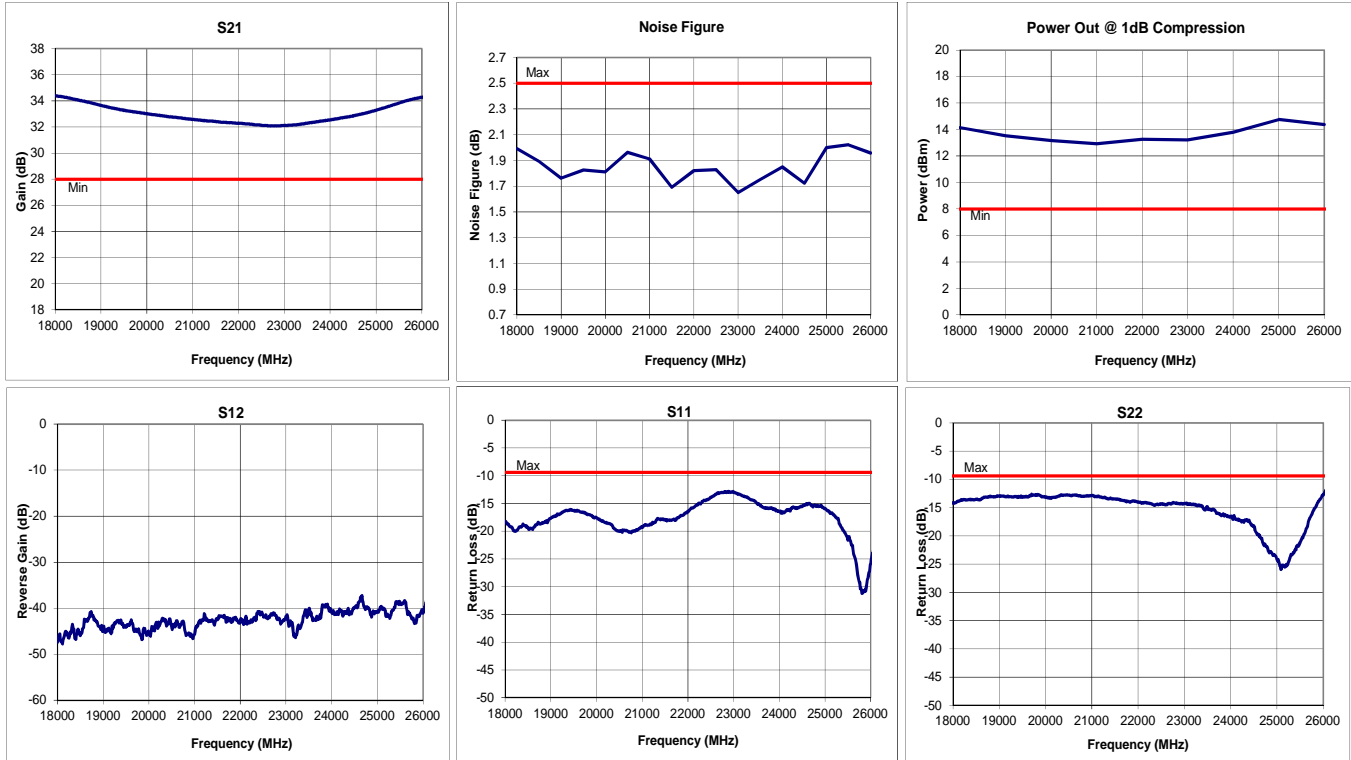 S21
38
36
34
32
30
28
26
24
22
20
18
Gain (dB)
Min
18000 19000 20000 21000 22000 23000 24000 25000 26000
Frequency (MHz)
Noise Figure
2.7
2.5
2.3
2.1
1.9
1.7
1.5
1.3
1.1
0.9
0.7
Noise Figure (dB)
Max
18000 19000 20000 21000 22000 23000 24000 25000 26000
Frequency (MHz)
Power Out @ 1dB Compression
20
18
16
14
12
10
8
6
4
2
0
Power (dBm)
Min
18000 19000 20000 21000 22000 23000 24000 25000 26000
Frequency (MHz)
S12
0
-10
-20
-30
-40
-50
-60
Reverse Gain (dB)
18000 19000 20000 21000 22000 23000 24000 25000 26000
Frequency (MHz)
S11
0
-5
-10
-15
-20
-25
-30
-35
-40
-45
-50
Return Loss (dB)
Max
18000 19000 20000 21000 22000 23000 24000 25000 26000
Frequency (MHz)
S22
0
-5
-10
-15
-20
-25
-30
-35
-40
-45
-50
Return Loss (dB)
Max
18000 19000 20000 21000 22000 23000 24000 25000 26000
Frequency (MHz)